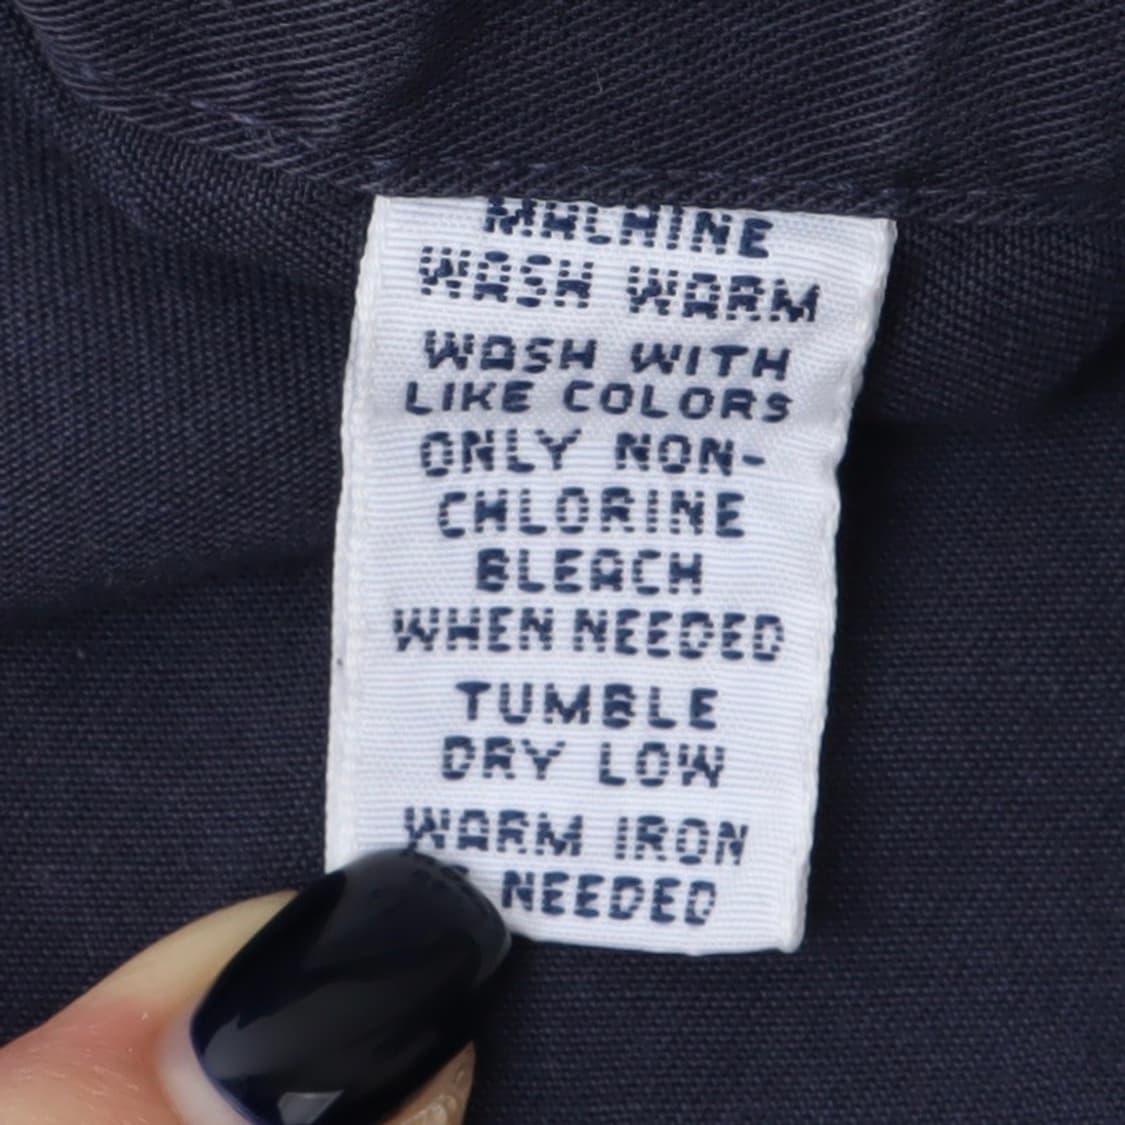 MACHINE
WASH WARM
WASH WITH
LIKE COLORS
ONLY NON-
CHLORINE
BLEACH
WHEN NEEDED
TUMBLE
DRY LOW
WARM IRON
NEEDED